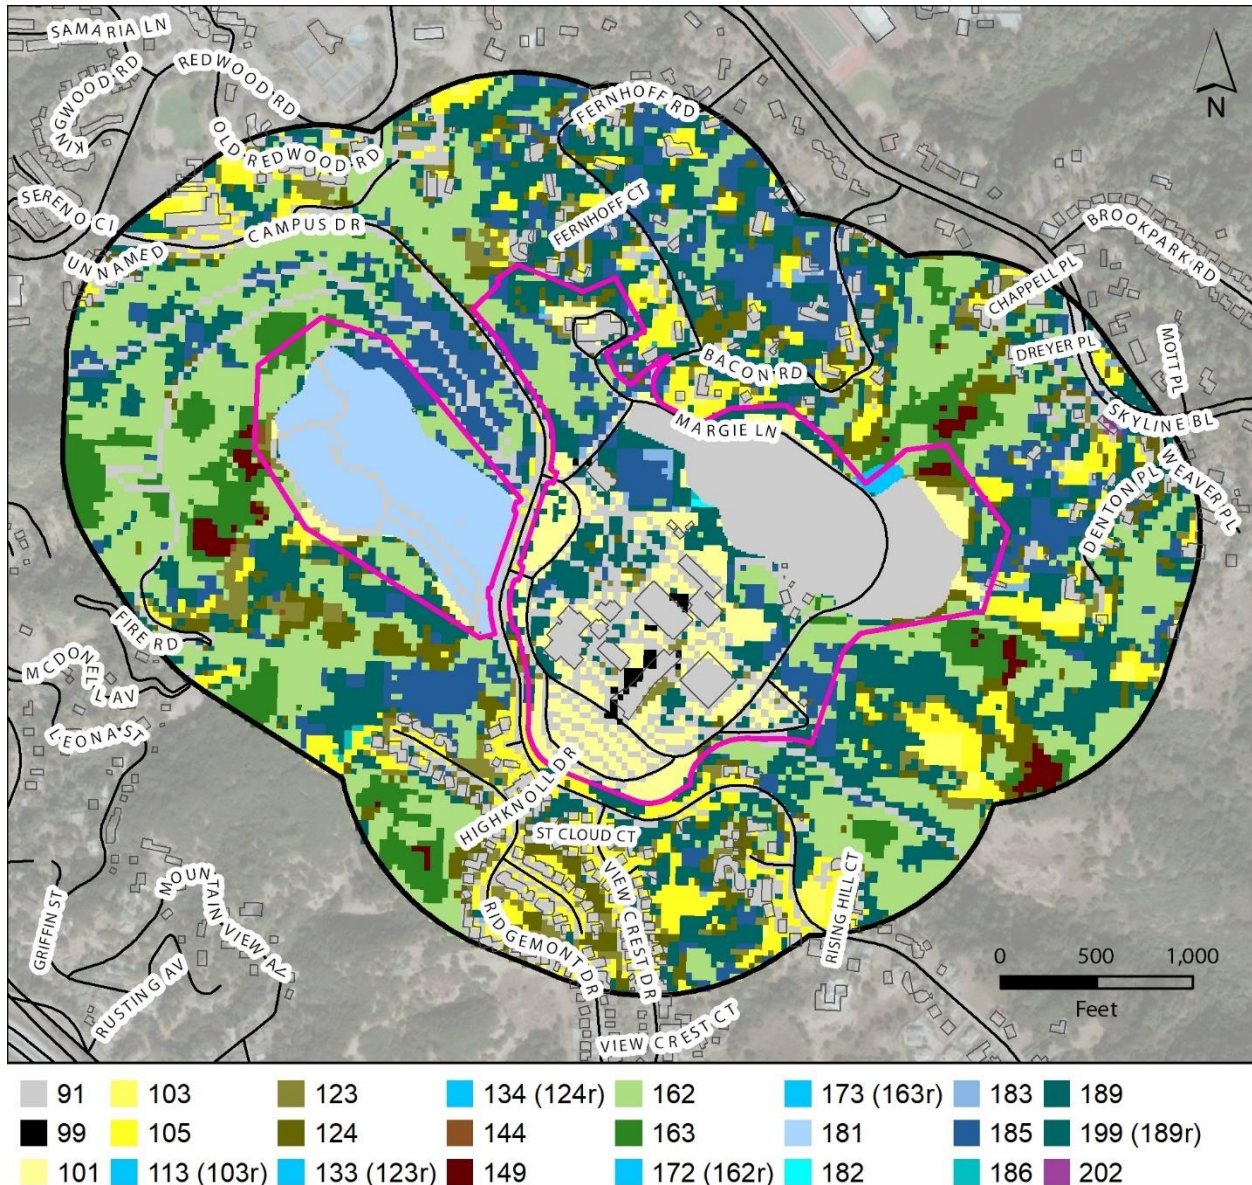 SAMARIA LN
KINGWOOD RD
REDWOOD RD
OLD REDWOOD RD
SERENO CI
UNNAMED
CAMPUS DR
FERNHOFF RD
FERNHOFF CT
N
BROOKPARK RD
CHAPPELL PL
DREYER PL
MOTT PL
BACON RD
MARGIE LN
SKYLINE BL
WEAVER PL
DENTON PL
FIRE RD
MCDONELL AV
LEONA ST
HIGHKNOLL DR
ST CLOUD CT
VIEW CREST DR
RIDGEMONT DR
RISING HILL CT
VIEW CREST CT
GRIFFIN ST
MOUNTAIN VIEW AV
RUSTING AV
0 500 1,000
Feet
91 103 123 134 (124r) 162 173 (163r) 183 189
99 105 124 144 163 181 185 199 (189r)
101 113 (103r) 133 (123r) 149 172 (162r) 182 186 202